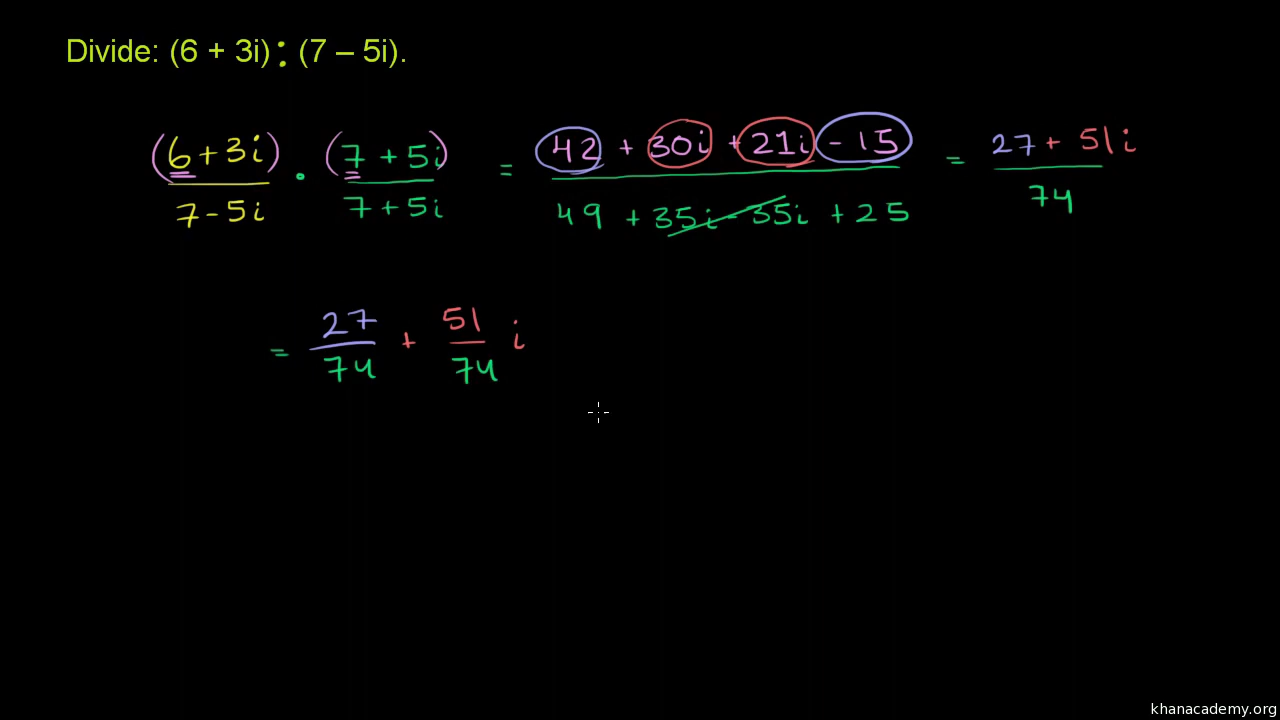 Divide: (6 + 3i) : (7 – 5i).
(6+3i)/(7-5i) · (7+5i)/(7+5i) = (42 + 30i + 21i - 15)/(49 + 35i - 35i + 25) = (27 + 51i)/74
= 27/74 + 51/74 i
khanacademy.org